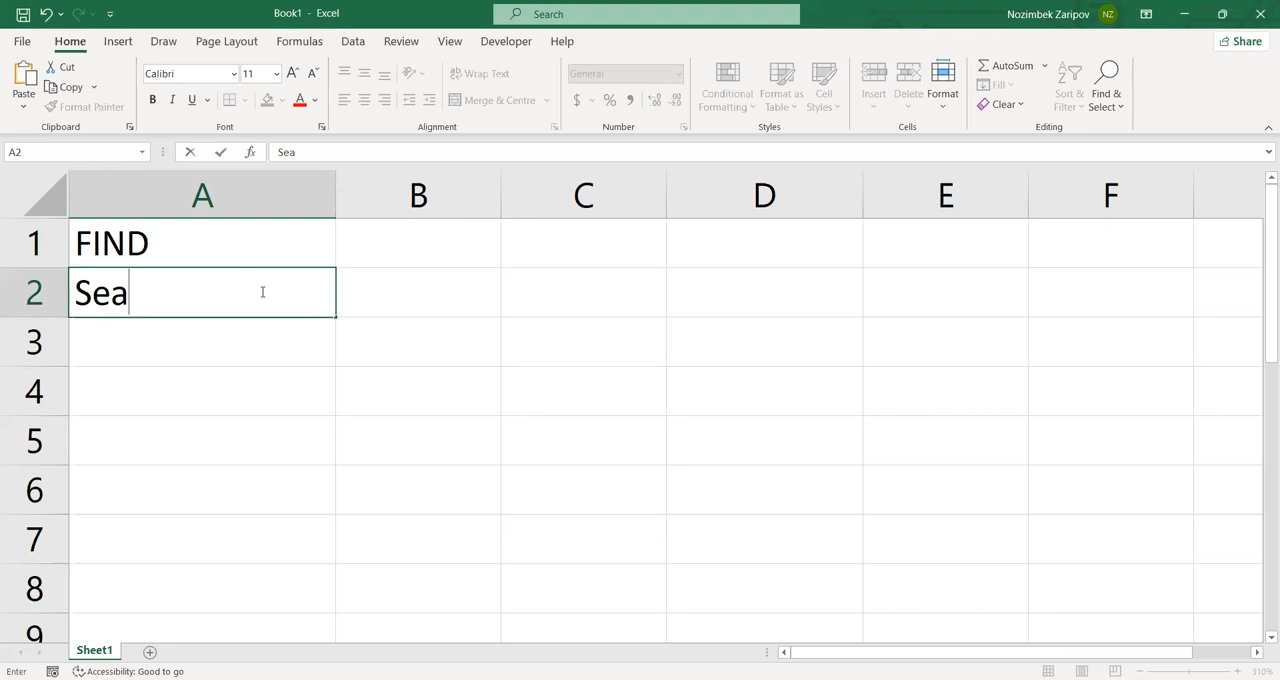 Book1 - Excel
Search
Nozimbek Zaripov NZ
File Home Insert Draw Page Layout Formulas Data Review View Developer Help
Share
Paste
Cut
Copy
Format Painter
Clipboard
Calibri 11
B I U
Font
Wrap Text
Merge & Centre
Alignment
General
$ % 9
Number
Conditional Formatting
Format as Table
Cell Styles
Styles
Insert Delete Format
Cells
AutoSum
Fill
Clear
Sort & Filter
Find & Select
Editing
A2 fx Sea
A B C D E F
1 FIND
2 Sea
3
4
5
6
7
8
9
Sheet1
Enter Accessibility: Good to go 310%